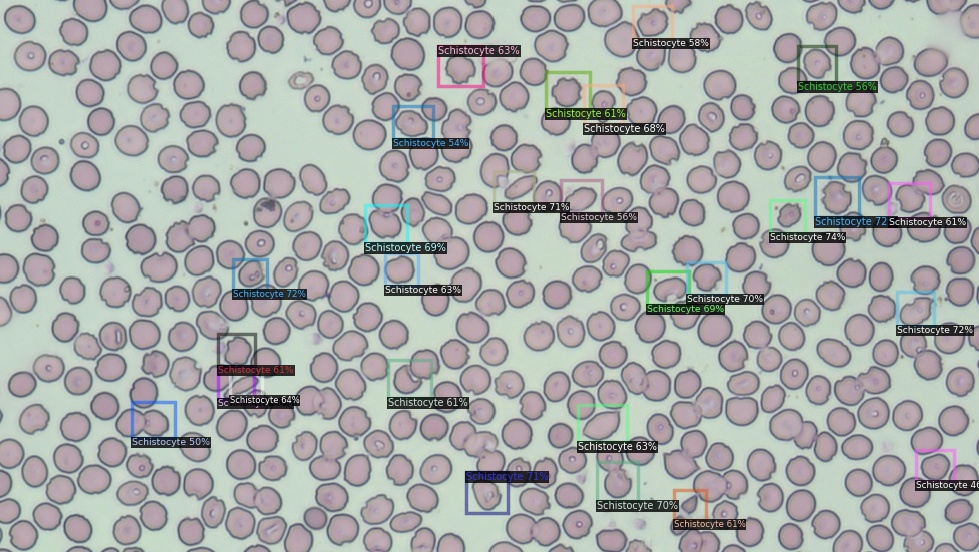 Schistocyte 58%
Schistocyte 63%
Schistocyte 56%
Schistocyte 61%
Schistocyte 68%
Schistocyte 54%
Schistocyte 71%
Schistocyte 56%
Schistocyte 72
Schistocyte 61%
Schistocyte 74%
Schistocyte 69%
Schistocyte 63%
Schistocyte 72%
Schistocyte 70%
Schistocyte 69%
Schistocyte 72%
Schistocyte 61%
Schistocyte 64%
Schistocyte 61%
Schistocyte 50%
Schistocyte 63%
Schistocyte 71%
Schistocyte 46
Schistocyte 70%
Schistocyte 61%